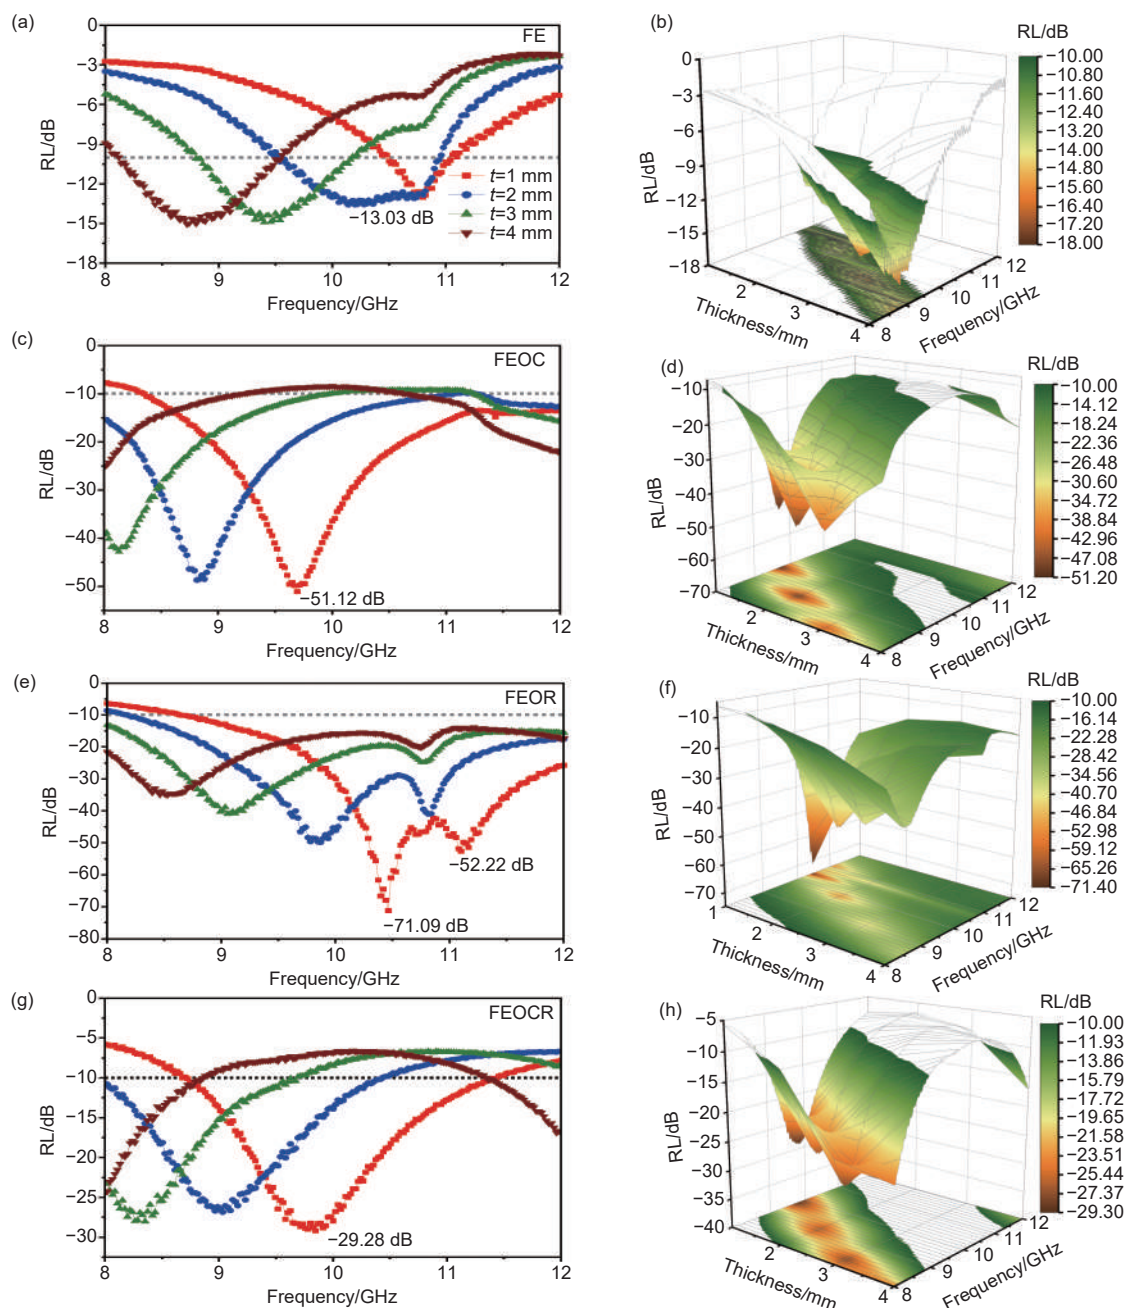 (a)
FE
0
−3
−6
−9
−12
−15
−18
RL/dB
t=1 mm
t=2 mm
t=3 mm
t=4 mm
−13.03 dB
8 9 10 11 12
Frequency/GHz
(b)
RL/dB
0
−3
−6
−9
−12
−15
−18
RL/dB
−10.00
−10.80
−11.60
−12.40
−13.20
−14.00
−14.80
−15.60
−16.40
−17.20
−18.00
2 3 4
Thickness/mm
8 9 10 11 12
Frequency/GHz
(c)
FEOC
0
−10
−20
−30
−40
−50
RL/dB
−51.12 dB
8 9 10 11 12
Frequency/GHz
(d)
RL/dB
−10
−20
−30
−40
−50
−60
−70
RL/dB
−10.00
−14.12
−18.24
−22.36
−26.48
−30.60
−34.72
−38.84
−42.96
−47.08
−51.20
2 3 4
Thickness/mm
8 9 10 11 12
Frequency/GHz
(e)
FEOR
0
−10
−20
−30
−40
−50
−60
−70
−80
RL/dB
−52.22 dB
−71.09 dB
8 9 10 11 12
Frequency/GHz
(f)
RL/dB
−10
−20
−30
−40
−50
−60
−70
RL/dB
−10.00
−16.14
−22.28
−28.42
−34.56
−40.70
−46.84
−52.98
−59.12
−65.26
−71.40
1 2 3 4
Thickness/mm
8 9 10 11 12
Frequency/GHz
(g)
FEOCR
0
−5
−10
−15
−20
−25
−30
RL/dB
−29.28 dB
8 9 10 11 12
Frequency/GHz
(h)
RL/dB
−5
−10
−15
−20
−25
−30
−35
−40
RL/dB
−10.00
−11.93
−13.86
−15.79
−17.72
−19.65
−21.58
−23.51
−25.44
−27.37
−29.30
2 3 4
Thickness/mm
8 9 10 11 12
Frequency/GHz